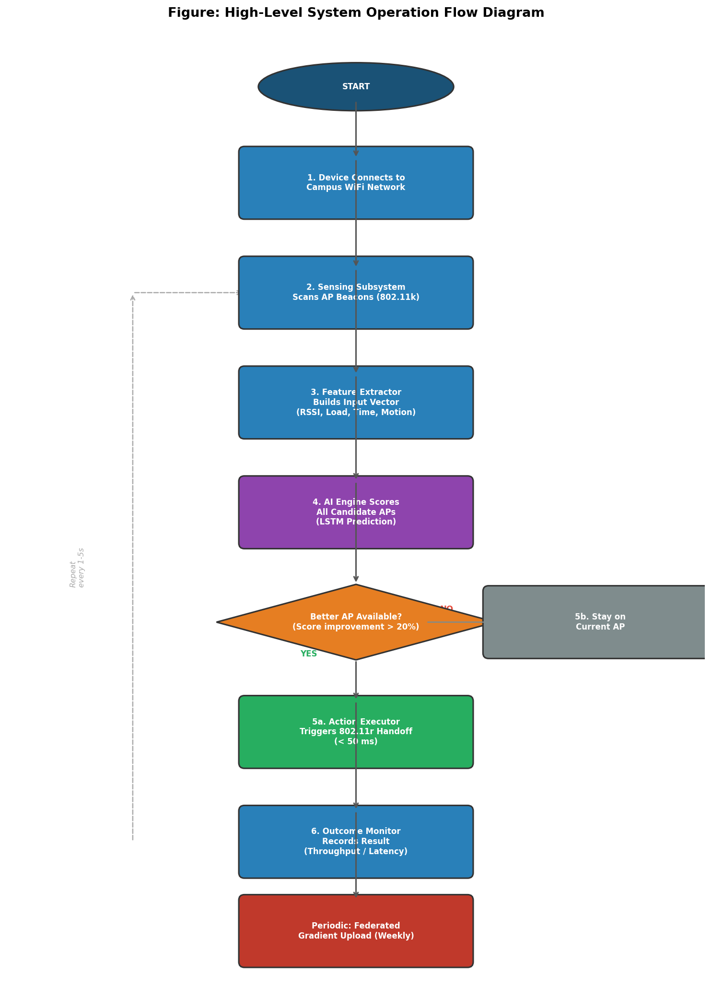 Figure: High-Level System Operation Flow Diagram
START
1. Device Connects to
Campus WiFi Network
2. Sensing Subsystem
Scans AP Beacons (802.11k)
3. Feature Extractor
Builds Input Vector
(RSSI, Load, Time, Motion)
4. AI Engine Scores
All Candidate APs
(LSTM Prediction)
Repeat
every 1-5s
Better AP Available?
(Score improvement > 20%)
NO
5b. Stay on
Current AP
YES
5a. Action Executor
Triggers 802.11r Handoff
(< 50 ms)
6. Outcome Monitor
Records Result
(Throughput / Latency)
Periodic: Federated
Gradient Upload (Weekly)